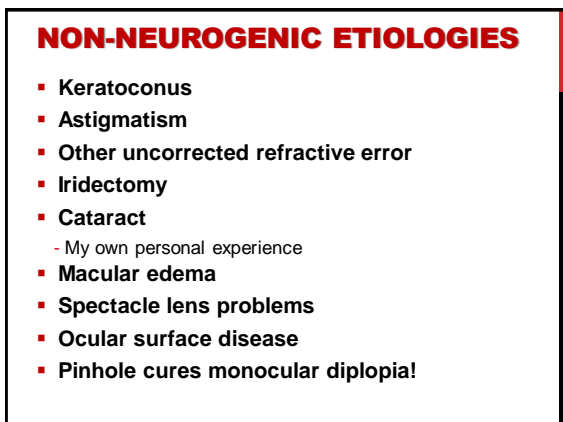 NON-NEUROGENIC ETIOLOGIES
▪ Keratoconus
▪ Astigmatism
▪ Other uncorrected refractive error
▪ Iridectomy
▪ Cataract
- My own personal experience
▪ Macular edema
▪ Spectacle lens problems
▪ Ocular surface disease
▪ Pinhole cures monocular diplopia!